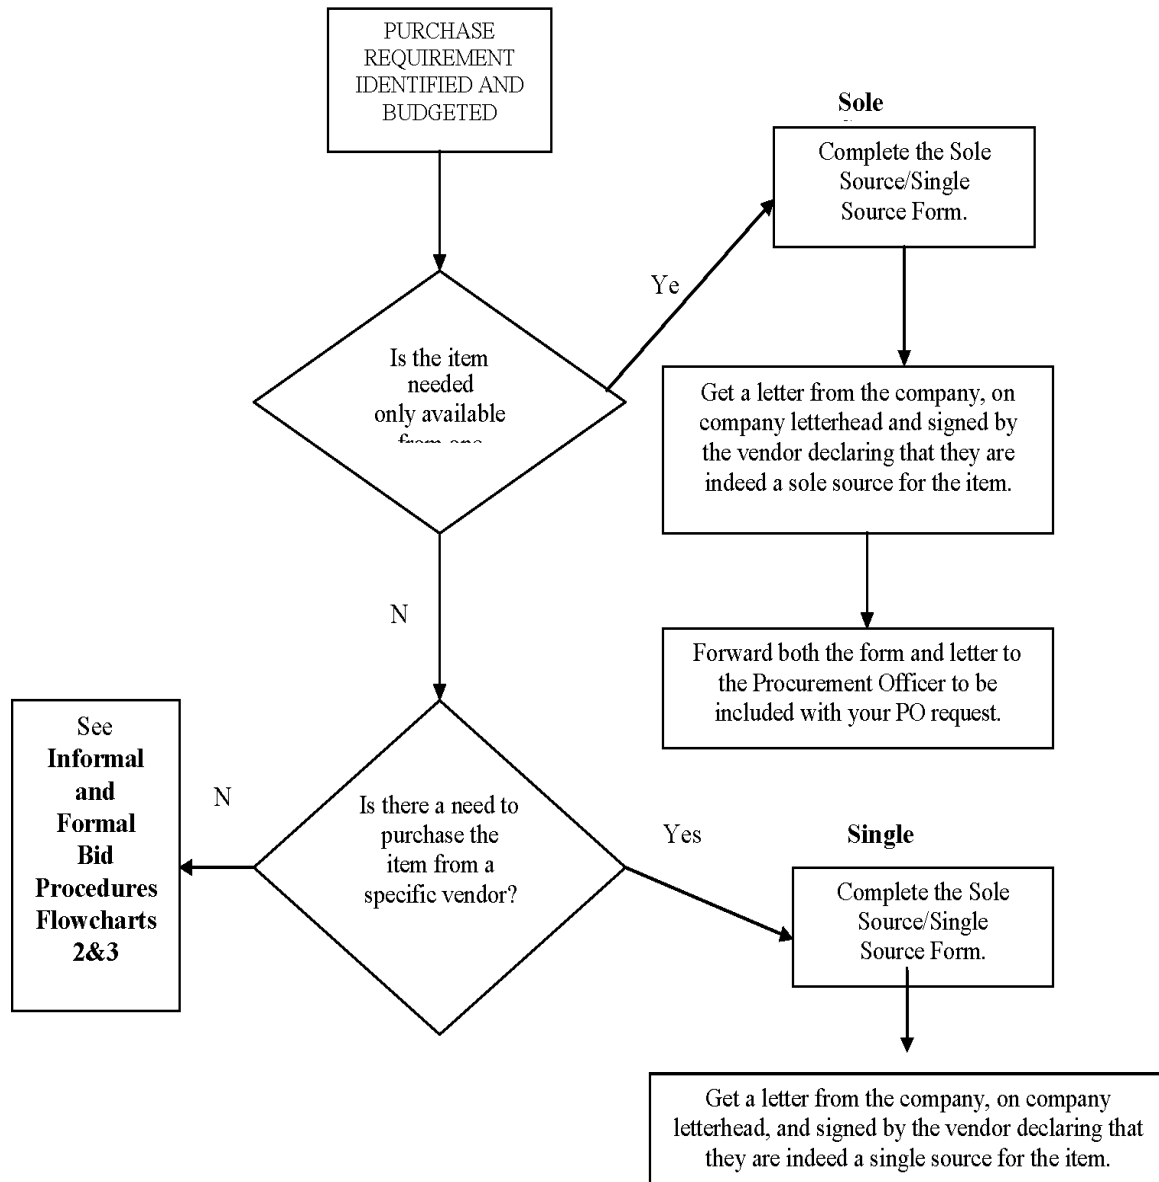 PURCHASE
REQUIREMENT
IDENTIFIED AND
BUDGETED
Sole
Complete the Sole
Source/Single
Source Form.
Ye
Is the item
needed
only available
from one
Get a letter from the company, on
company letterhead and signed by
the vendor declaring that they are
indeed a sole source for the item.
N
Forward both the form and letter to
the Procurement Officer to be
included with your PO request.
See
Informal
and
Formal
Bid
Procedures
Flowcharts
2&3
N
Is there a need to
purchase the
item from a
specific vendor?
Yes
Single
Complete the Sole
Source/Single
Source Form.
Get a letter from the company, on company
letterhead, and signed by the vendor declaring that
they are indeed a single source for the item.